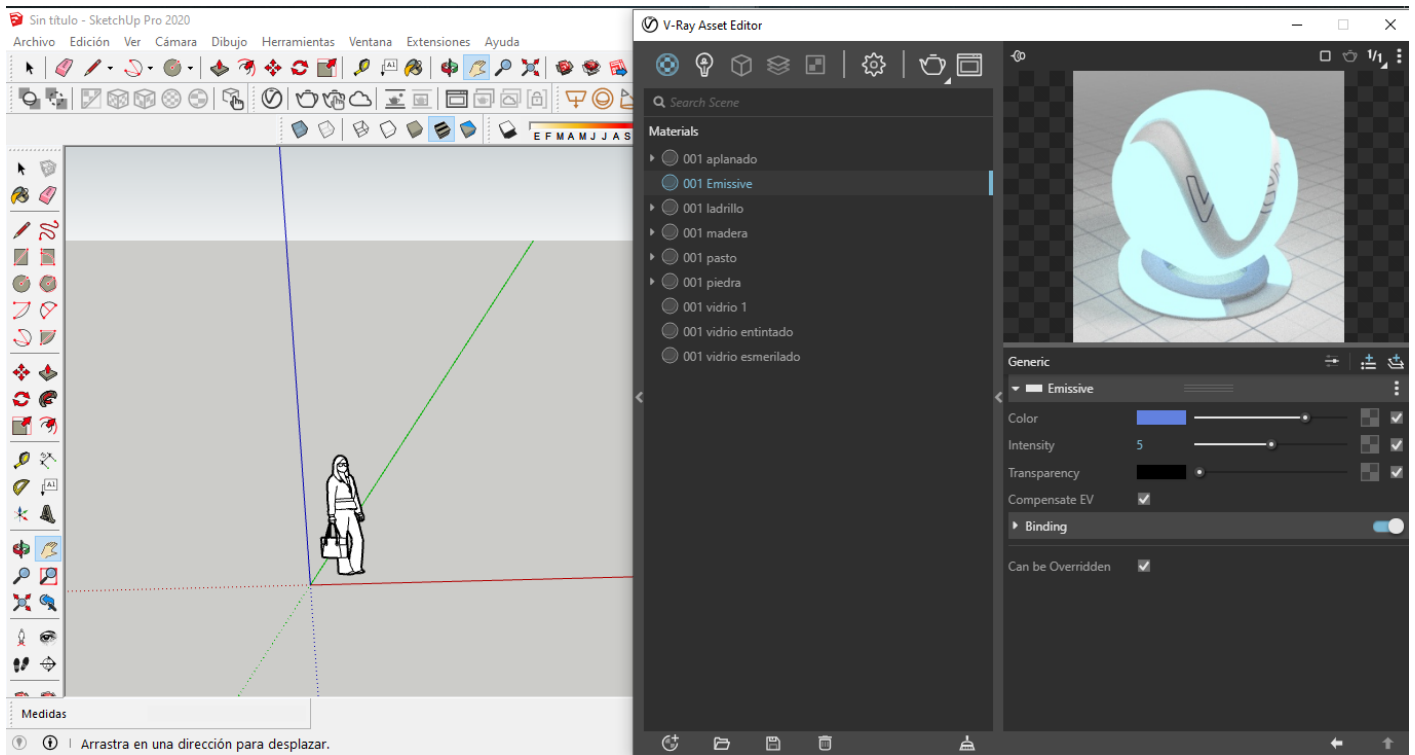 Sin título - SketchUp Pro 2020
Archivo Edición Ver Cámara Dibujo Herramientas Ventana Extensiones Ayuda
E F M A M J J A S
Medidas
Arrastra en una dirección para desplazar.
V-Ray Asset Editor
1/1
Search Scene
Materials
001 aplanado
001 Emissive
001 ladrillo
001 madera
001 pasto
001 piedra
001 vidrio 1
001 vidrio entintado
001 vidrio esmerilado
Generic
Emissive
Color
Intensity 5
Transparency
Compensate EV
Binding
Can be Overridden